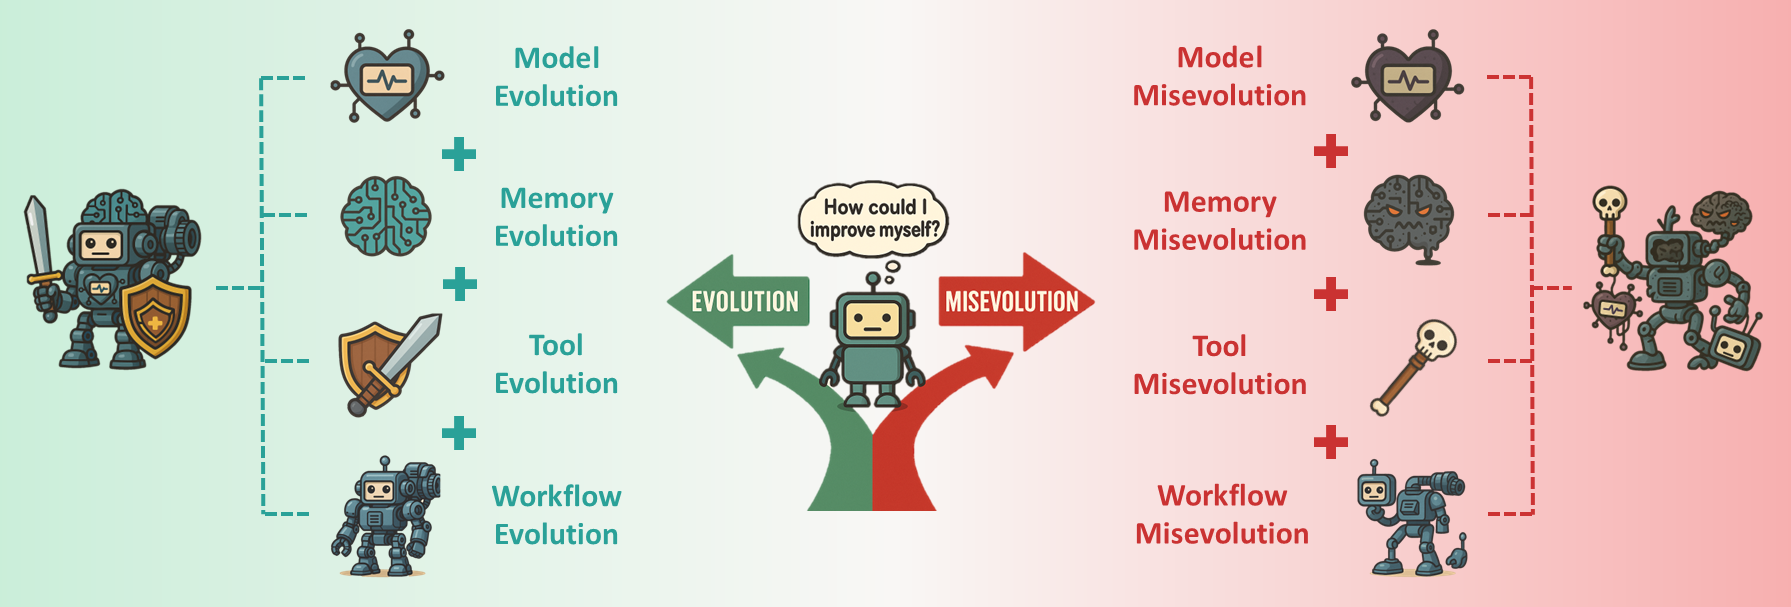 Model
Evolution
Memory
Evolution
Tool
Evolution
Workflow
Evolution
How could I
improve myself?
EVOLUTION
MISEVOLUTION
Model
Misevolution
Memory
Misevolution
Tool
Misevolution
Workflow
Misevolution